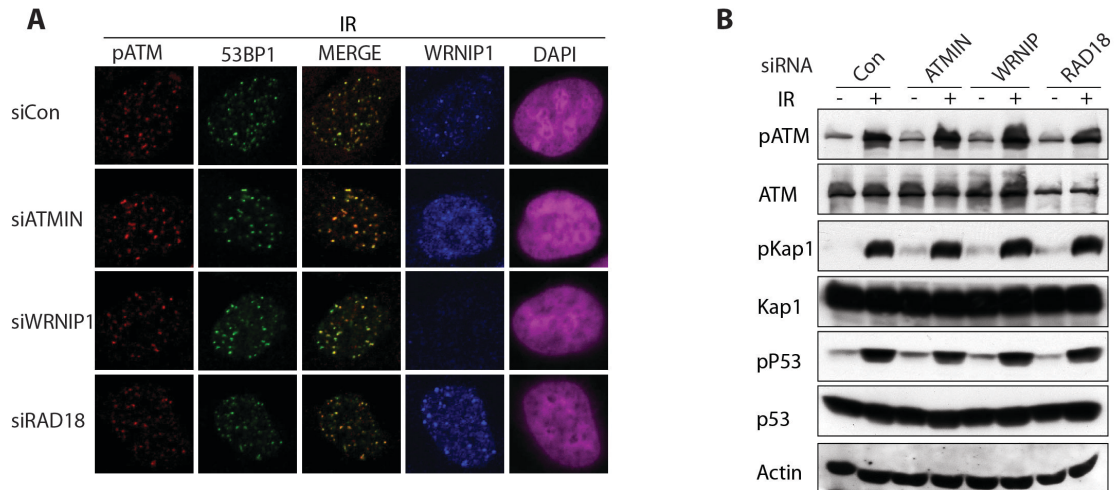 A
IR
pATM 53BP1 MERGE WRNIP1 DAPI
siCon
siATMIN
siWRNIP1
siRAD18
B
siRNA Con ATMIN WRNIP RAD18
IR - + - + - + - +
pATM
ATM
pKap1
Kap1
pP53
p53
Actin